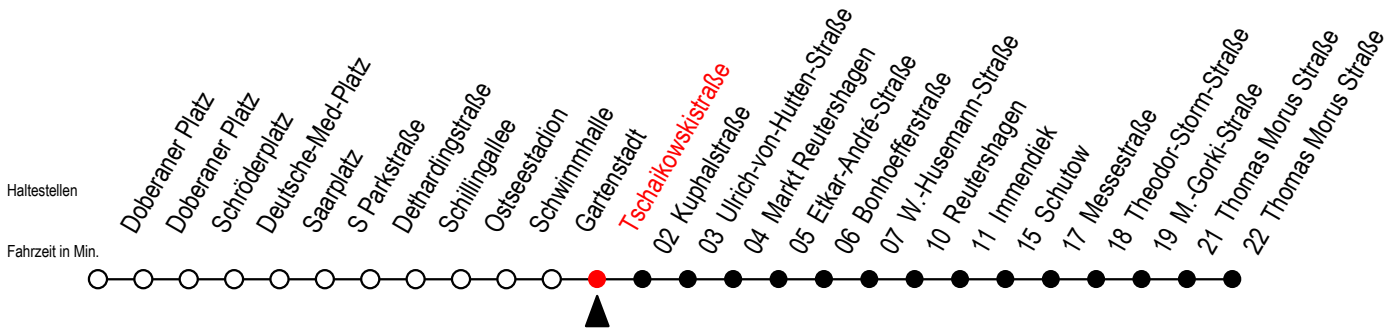 Haltestellen
Doberaner Platz
Doberaner Platz
Schröderplatz
Deutsche-Med-Platz
Saarplatz
S Parkstraße
Dethardingstraße
Schillingallee
Ostseestadion
Schwimmhalle
Gartenstadt
Tschaikowskistraße
02 Kuphalstraße
03 Ulrich-von-Hutten-Straße
04 Markt Reutershagen
05 Etkar-André-Straße
06 Bonhoefferstraße
07 W.-Husemann-Straße
10 Reutershagen
11 Immendiek
15 Schutow
17 Messestraße
18 Theodor-Storm-Straße
19 M.-Gorki-Straße
21 Thomas Morus Straße
22 Thomas Morus Straße
Fahrzeit in Min.